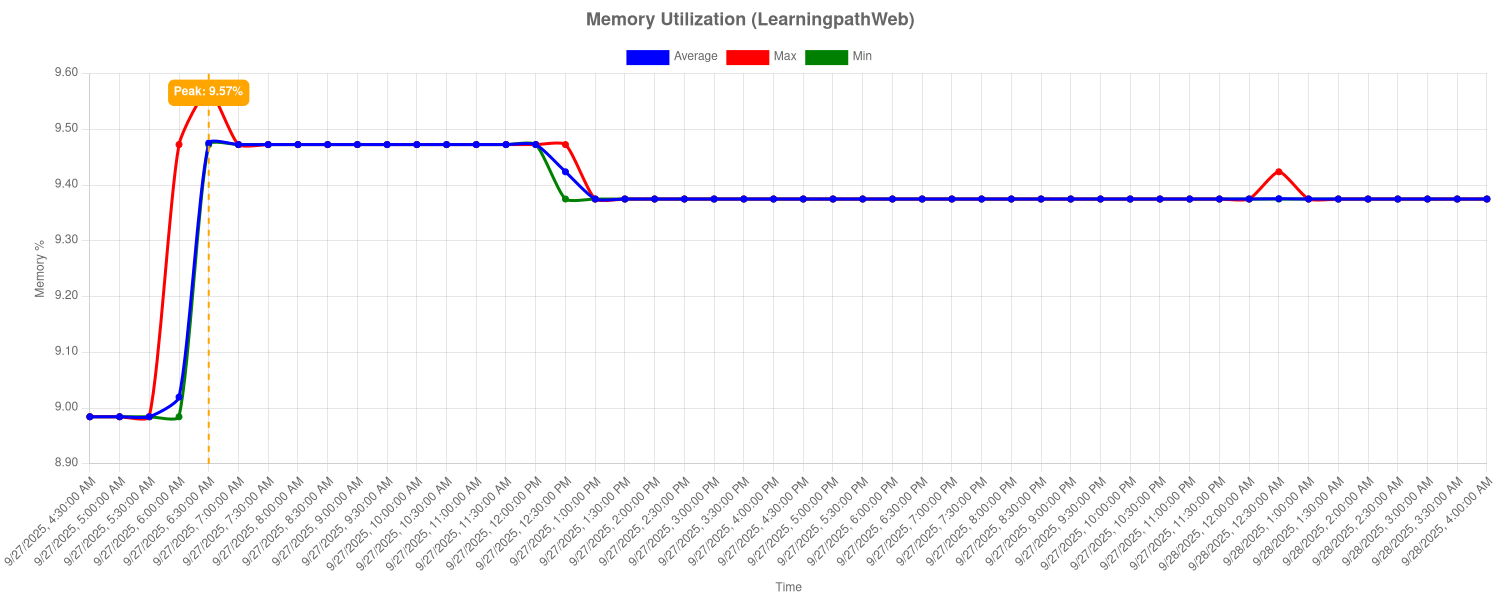 Memory Utilization (LearningpathWeb)
Average Max Min
Peak: 9.57%
9.60
9.50
9.40
9.30
9.20
9.10
9.00
8.90
Memory %
9/27/2025, 4:30:00 AM
9/27/2025, 5:00:00 AM
9/27/2025, 5:30:00 AM
9/27/2025, 6:00:00 AM
9/27/2025, 6:30:00 AM
9/27/2025, 7:00:00 AM
9/27/2025, 7:30:00 AM
9/27/2025, 8:00:00 AM
9/27/2025, 8:30:00 AM
9/27/2025, 9:00:00 AM
9/27/2025, 9:30:00 AM
9/27/2025, 10:00:00 AM
9/27/2025, 10:30:00 AM
9/27/2025, 11:00:00 AM
9/27/2025, 11:30:00 AM
9/27/2025, 12:00:00 PM
9/27/2025, 12:30:00 PM
9/27/2025, 1:00:00 PM
9/27/2025, 1:30:00 PM
9/27/2025, 2:00:00 PM
9/27/2025, 2:30:00 PM
9/27/2025, 3:00:00 PM
9/27/2025, 3:30:00 PM
9/27/2025, 4:00:00 PM
9/27/2025, 4:30:00 PM
9/27/2025, 5:00:00 PM
9/27/2025, 5:30:00 PM
9/27/2025, 6:00:00 PM
9/27/2025, 6:30:00 PM
9/27/2025, 7:00:00 PM
9/27/2025, 7:30:00 PM
9/27/2025, 8:00:00 PM
9/27/2025, 8:30:00 PM
9/27/2025, 9:00:00 PM
9/27/2025, 9:30:00 PM
9/27/2025, 10:00:00 PM
9/27/2025, 10:30:00 PM
9/27/2025, 11:00:00 PM
9/27/2025, 11:30:00 PM
9/28/2025, 12:00:00 AM
9/28/2025, 12:30:00 AM
9/28/2025, 1:00:00 AM
9/28/2025, 1:30:00 AM
9/28/2025, 2:00:00 AM
9/28/2025, 2:30:00 AM
9/28/2025, 3:00:00 AM
9/28/2025, 3:30:00 AM
9/28/2025, 4:00:00 AM
Time